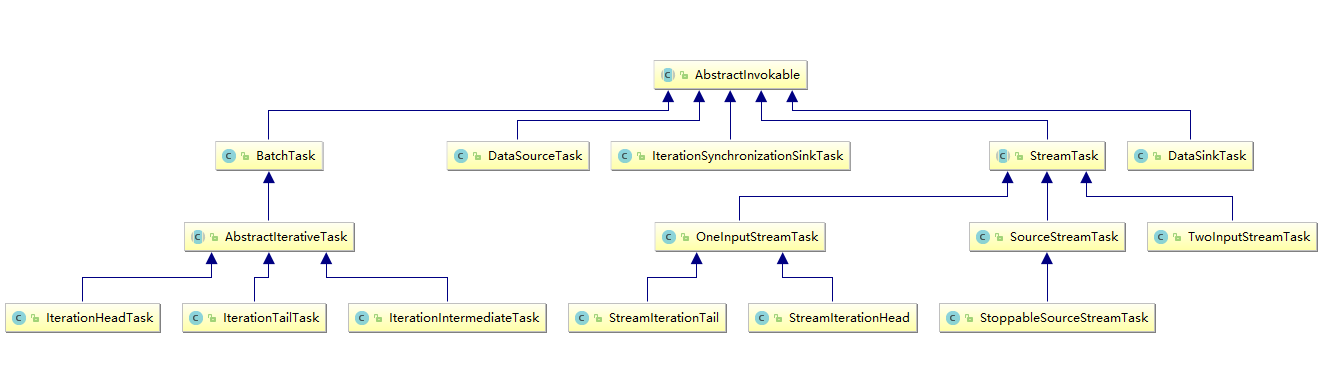 AbstractInvokable
BatchTask
DataSourceTask
IterationSynchronizationSinkTask
StreamTask
DataSinkTask
AbstractIterativeTask
OneInputStreamTask
SourceStreamTask
TwoInputStreamTask
IterationHeadTask
IterationTailTask
IterationIntermediateTask
StreamIterationTail
StreamIterationHead
StoppableSourceStreamTask